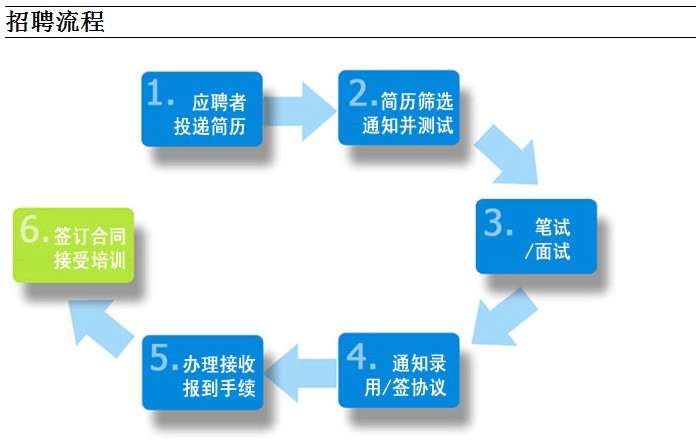 招聘流程
1. 应聘者
投递简历
2. 简历筛选
通知并测试
3. 笔试
/面试
4. 通知录
用/签协议
5. 办理接收
报到手续
6. 签订合同
接受培训